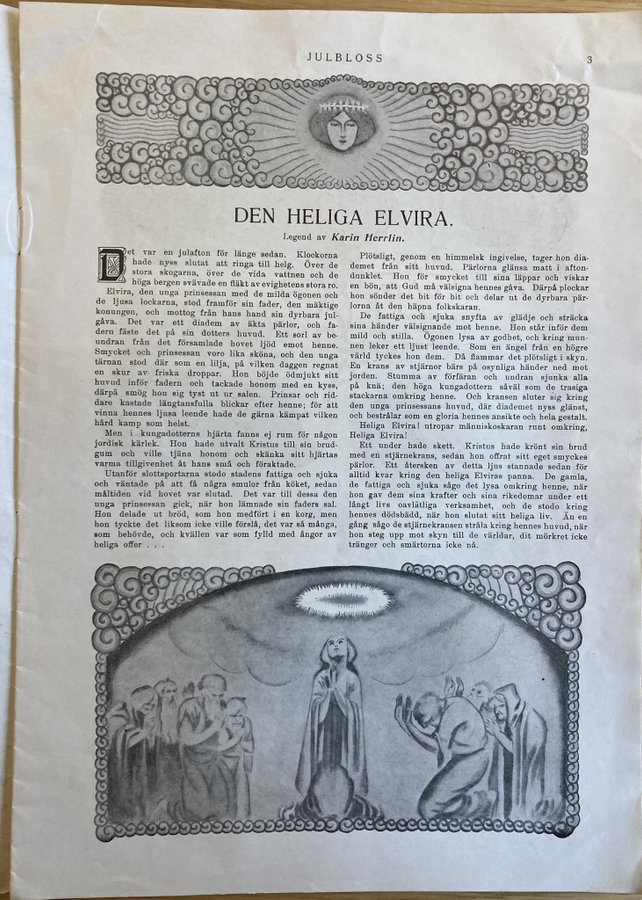 JULBLOSS
3
DEN HELIGA ELVIRA.
Legend av Karin Herrlin.
Det var en julafton för länge sedan. Klockorna
hade nyss slutat att ringa till helg. Över de
stora skogarna, över de vida vattnen och de
höga bergen svävade en fläkt av evighetens stora ro.
Elvira, den unga prinsessan med de milda ögonen och
de ljusa lockarna, stod framför sin fader, den mäktige
konungen, och mottog från hans hand sin dyrbara jul-
gåva. Det var ett diadem av äkta pärlor, och fa-
dern fäste det på sin dotters huvud. Ett sorl av be-
undran från det församlade hovet ljöd emot henne.
Smycket och prinsessan voro lika sköna, och den unga
tärnan stod där som en lilja, på vilken daggen regnat
en skur av friska droppar. Hon böjde ödmjukt sitt
huvud inför fadern och tackade honom med en kyss,
därpå smög hon sig tyst ut ur salen. Prinsar och rid-
dare kastade längtansfulla blickar efter henne; för att
vinna hennes ljusa leende hade de gärna kämpat vilken
hård kamp som helst.
Men i kungadotterns hjärta fanns ej rum för någon
jordisk kärlek. Hon hade utvalt Kristus till sin brud-
gum och ville tjäna honom och skänka sitt hjärtas
varma tillgivenhet åt hans små och föraktade.
Utanför slottsportarna stodo stadens fattiga och sjuka
och väntade på att få några smulor från köket, sedan
måltiden vid hovet var slutad. Det var till dessa den
unga prinsessan gick, när hon lämnade sin faders sal.
Hon delade ut bröd, som hon medfört i en korg, men
hon tyckte det liksom icke ville förslå, det var så många,
som behövde, och kvällen var som fylld med ångor av
heliga offer . . .
Plötsligt, genom en himmelsk ingivelse, tager hon dia-
demet från sitt huvud. Pärlorna glänsa matt i afton-
dunklet. Hon för smycket till sina läppar och viskar
en bön, att Gud må välsigna hennes gåva. Därpå plockar
hon sönder det bit för bit och delar ut de dyrbara pär-
lorna åt den häpna folkskaran.
De fattiga och sjuka snyfta av glädje och sträcka
sina händer välsignande mot henne. Hon står inför dem
mild och stilla. Ögonen lysa av godhet, och kring mun-
nen leker ett ljust leende. Som en ängel från en högre
värld tyckes hon dem. Då flammar det plötsligt i skyn.
En krans av stjärnor bärs på osynliga händer ned mot
jorden. Stumma av förfäran och undran sjunka alla
på knä; den höga kungadottern såväl som de trasiga
stackarna omkring henne. Och kransen sluter sig kring
den unga prinsessans huvud, där diademet nyss glänst,
och bestrålar som en gloria hennes ansikte och hela gestalt.
Heliga Elvira! utropar människoskaran runt omkring,
Heliga Elvira!
Ett under hade skett. Kristus hade krönt sin brud
med en stjärnekrans, sedan hon offrat sitt eget smyckes
pärlor. Ett återsken av detta ljus stannade sedan för
alltid kvar kring den heliga Elviras panna. De gamla,
de fattiga och sjuka sågo det lysa omkring henne, när
hon gav dem sina krafter och sina rikedomar under ett
långt livs oavlåtliga verksamhet, och de stodo kring
hennes dödsbädd, när hon slutat sitt heliga liv. Än en
gång sågo de stjärnekransen stråla kring hennes huvud, när
hon steg upp mot skyn till de världar, dit mörkret icke
tränger och smärtorna icke nå.